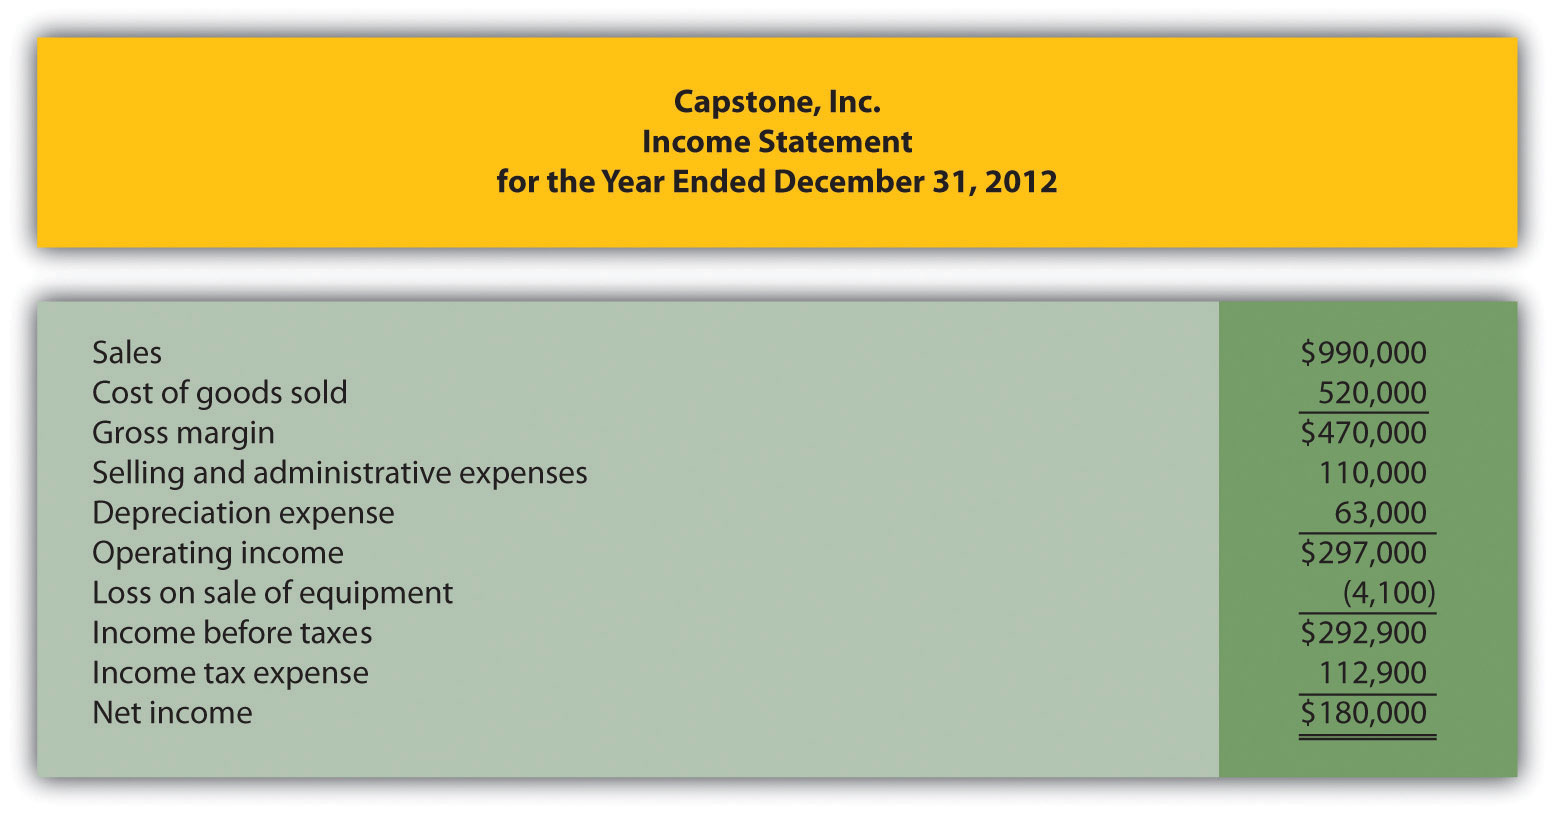 Capstone, Inc.
Income Statement
for the Year Ended December 31, 2012
Sales $990,000
Cost of goods sold 520,000
Gross margin $470,000
Selling and administrative expenses 110,000
Depreciation expense 63,000
Operating income $297,000
Loss on sale of equipment (4,100)
Income before taxes $292,900
Income tax expense 112,900
Net income $180,000